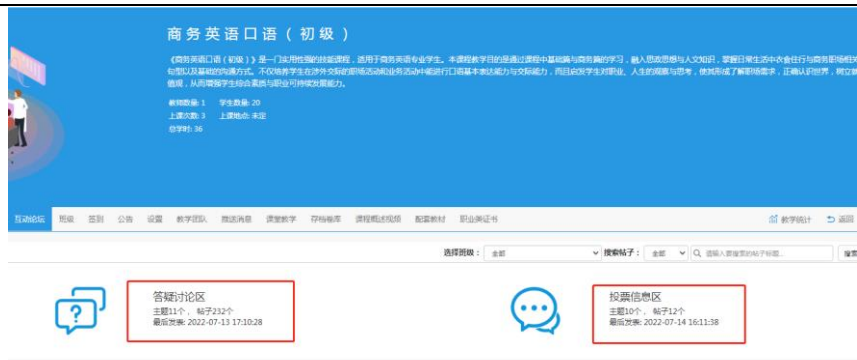 商务英语口语（初级）
《商务英语口语（初级）》是一门实用性强的技能课程，适用于商务英语专业学生。本课程教学目的是通过课程中基础篇与商务篇的学习，融入思政思想与人文知识，掌握日常生活中衣食住行与商务职场相关
句型以及基础的沟通方式。不仅培养学生在涉外交际的职场活动和业务活动中能进行口语基本表达能力与交际能力，而且启发学生对职业、人生的观察与思考，使其形成了解职场需求，正确认识世界，树立
值观，从而增强学生综合素质与职业可持续发展能力。
教师数量: 1 学生数量: 20
上课次数: 3 上课地点: 未定
总学时: 36
互动论坛 班级 签到 公告 设置 教学团队 推送消息 课堂教学 存档卷库 课程概述视频 配套教材 职业类证书 教学统计 返回
选择班级： 全部 搜索帖子： 全部 请输入要搜索的帖子标题... 搜索
答疑讨论区 投票信息区
主题11个 ， 帖子232个 主题10个 ， 帖子12个
最后发表: 2022-07-13 17:10:28 最后发表: 2022-07-14 16:11:38